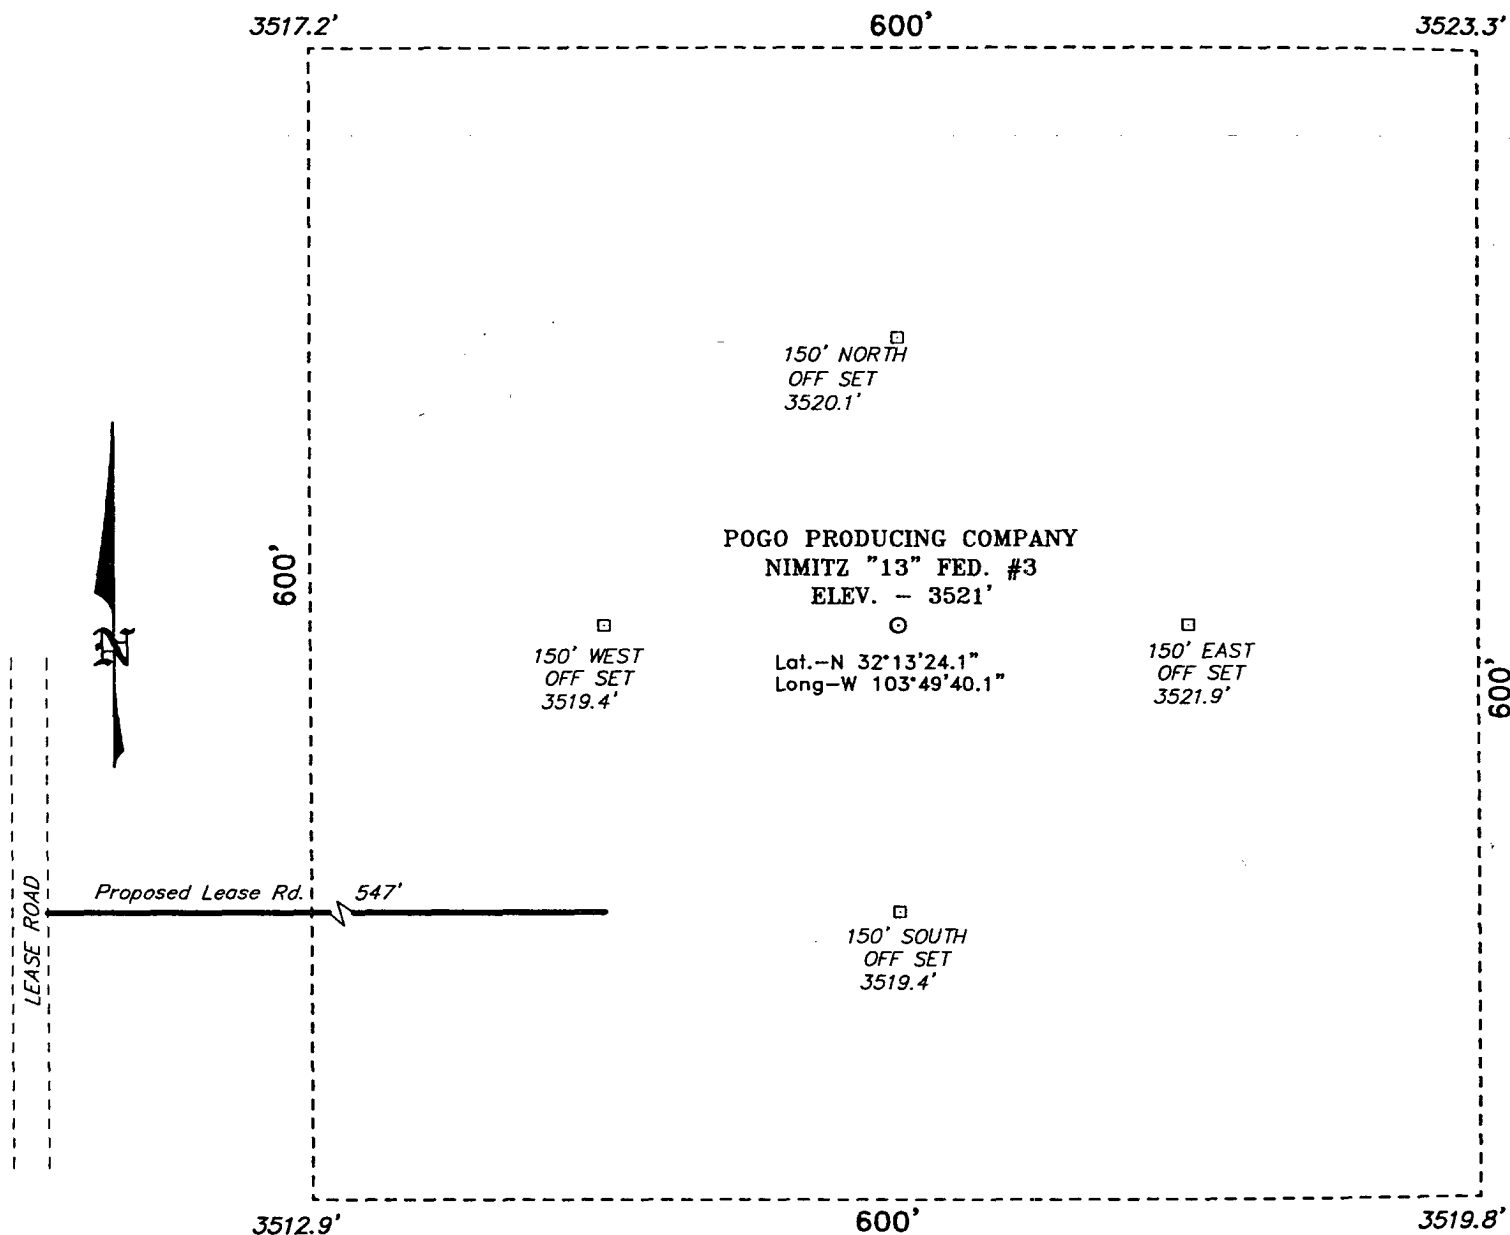 3517.2'
600'
3523.3'
150' NORTH
OFF SET
3520.1'
POGO PRODUCING COMPANY
NIMITZ "13" FED. #3
ELEV. - 3521'
600'
N
150' WEST
OFF SET
3519.4'
Lat.-N 32°13'24.1"
Long-W 103°49'40.1"
150' EAST
OFF SET
3521.9'
600'
Proposed Lease Rd.
547'
LEASE ROAD
150' SOUTH
OFF SET
3519.4'
3512.9'
600'
3519.8'